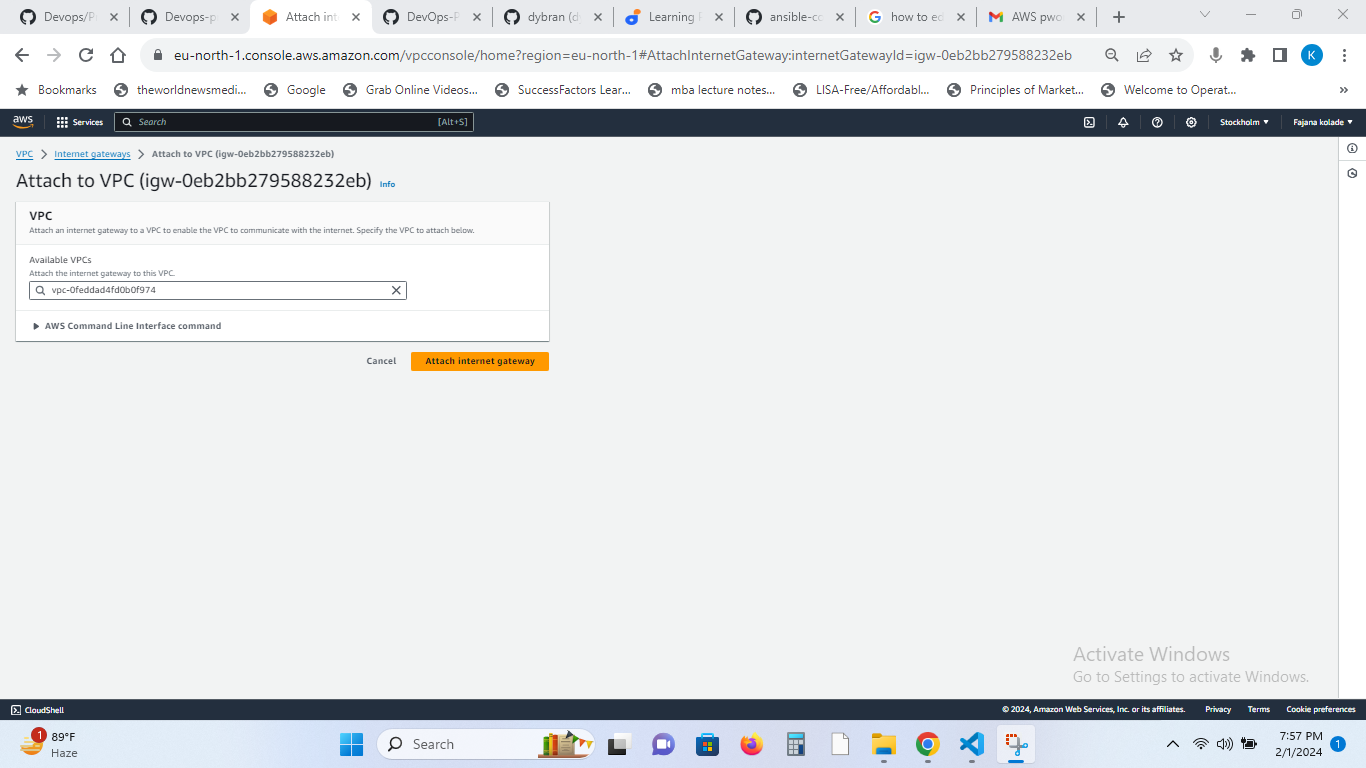 Devops/P
Devops-p
Attach int
DevOps-P
dybran (d
Learning
ansible-co
how to ed
AWS pwo
eu-north-1.console.aws.amazon.com/vpcconsole/home?region=eu-north-1#AttachInternetGateway:internetGatewayId=igw-0eb2bb279588232eb
K
Bookmarks
theworldnewsmedi...
Google
Grab Online Videos...
SuccessFactors Lear...
mba lecture notes...
LISA-Free/Affordabl...
Principles of Market...
Welcome to Operat...
»
aws
Services
Search
[Alt+S]
Stockholm
Fajana kolade
VPC
Internet gateways
Attach to VPC (igw-0eb2bb279588232eb)
Attach to VPC (igw-0eb2bb279588232eb) Info
VPC
Attach an internet gateway to a VPC to enable the VPC to communicate with the internet. Specify the VPC to attach below.
Available VPCs
Attach the internet gateway to this VPC.
vpc-0feddad4fd0b0f974
AWS Command Line Interface command
Cancel
Attach internet gateway
Activate Windows
Go to Settings to activate Windows.
CloudShell
© 2024, Amazon Web Services, Inc. or its affiliates.
Privacy
Terms
Cookie preferences
1
89°F
Haze
Search
7:57 PM
2/1/2024
1